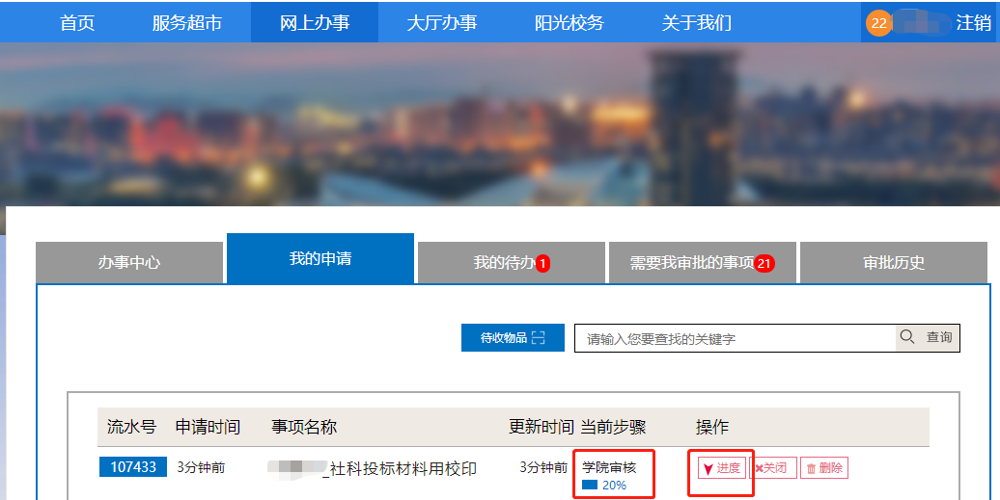 首页 服务超市 网上办事 大厅办事 阳光校务 关于我们 22 注销
办事中心 我的申请 我的待办 1 需要我审批的事项 21 审批历史
待收物品 请输入您要查找的关键字 查询
流水号 申请时间 事项名称 更新时间 当前步骤 操作
107433 3分钟前 _社科投标材料用校印 3分钟前 学院审核 进度 关闭 删除
20%